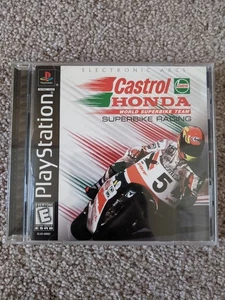 ELECTRONIC ARTS
Castrol
HONDA
WORLD SUPERBIKE TEAM
SUPERBIKE RACING
PlayStation
5
E